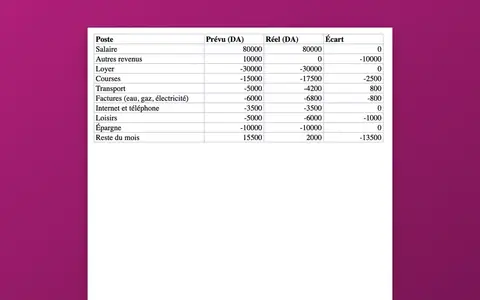 Poste Prévu (DA) Réel (DA) Écart
Salaire 80000 80000 0
Autres revenus 10000 0 -10000
Loyer -30000 -30000 0
Courses -15000 -17500 -2500
Transport -5000 -4200 800
Factures (eau, gaz, électricité) -6000 -6800 -800
Internet et téléphone -3500 -3500 0
Loisirs -5000 -6000 -1000
Épargne -10000 -10000 0
Reste du mois 15500 2000 -13500